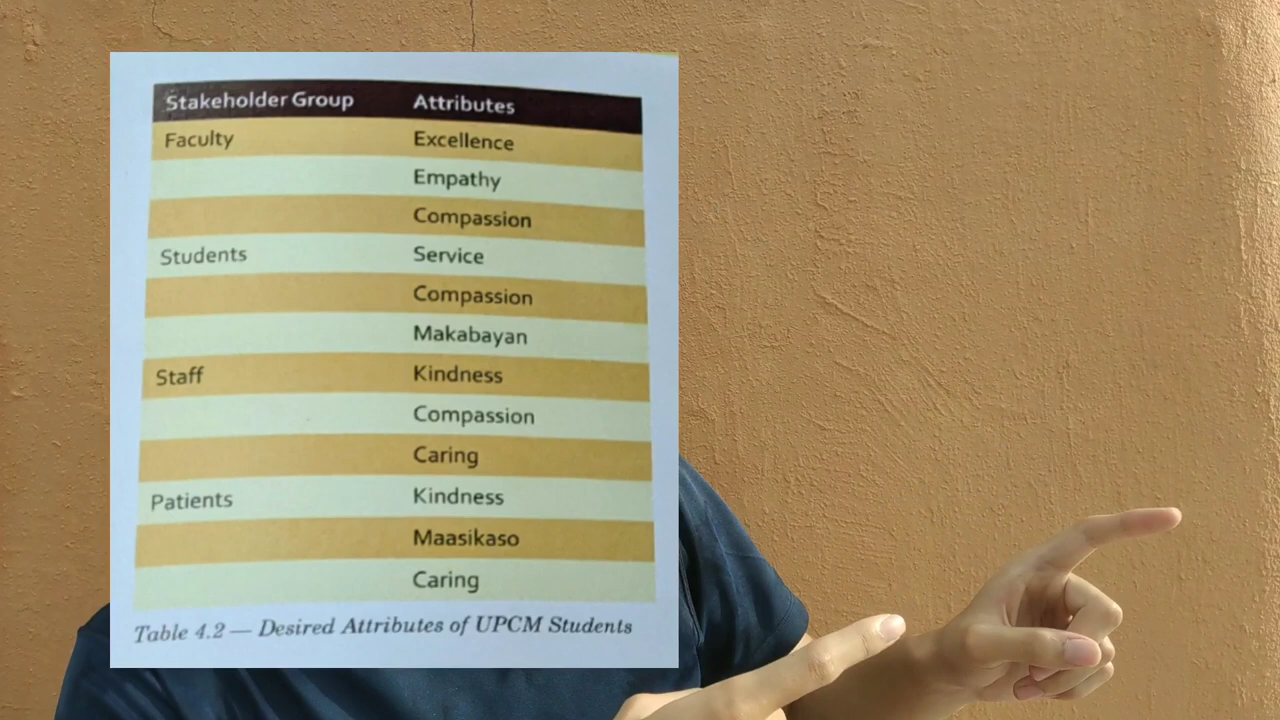 Stakeholder Group Attributes
Faculty Excellence
Empathy
Compassion
Students Service
Compassion
Makabayan
Staff Kindness
Compassion
Caring
Patients Kindness
Maasikaso
Caring
Table 4.2 — Desired Attributes of UPCM Students